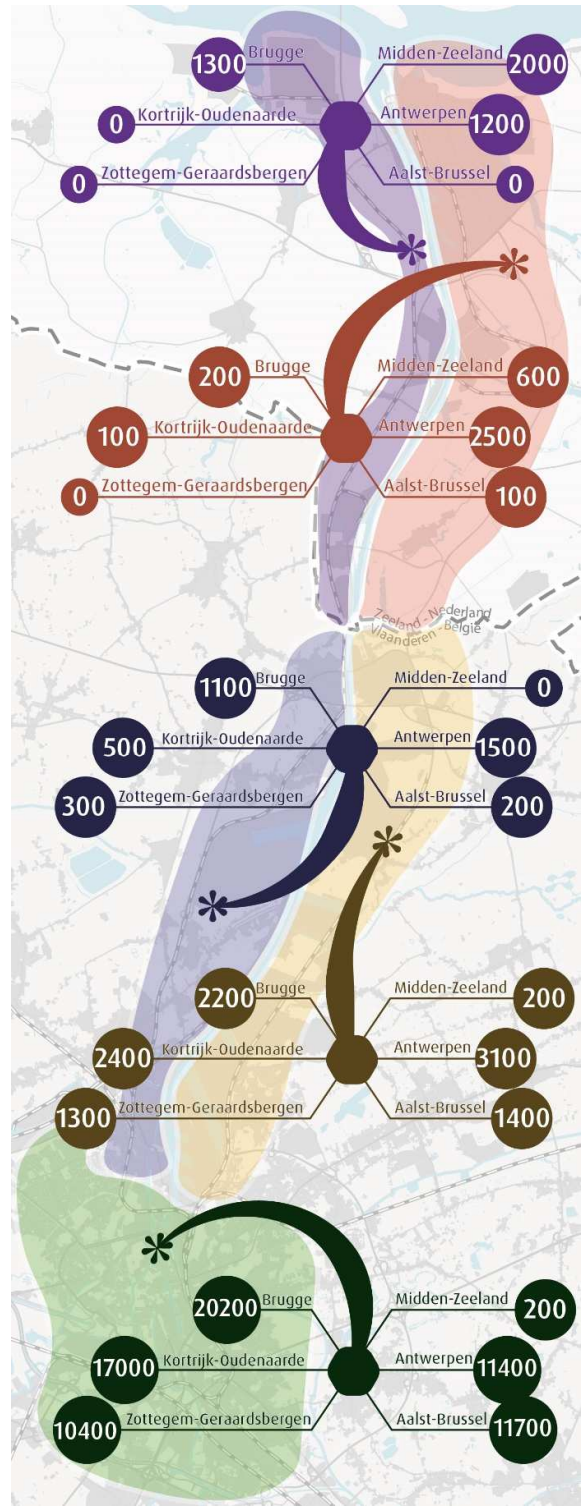 1300 Brugge Midden-Zeeland 2000
0 Kortrijk-Oudenaarde Antwerpen 1200
0 Zottegem-Geraardsbergen Aalst-Brussel 0
200 Brugge Midden-Zeeland 600
100 Kortrijk-Oudenaarde Antwerpen 2500
0 Zottegem-Geraardsbergen Aalst-Brussel 100
Zeeland - Nederland
Vlaanderen - België
1100 Brugge Midden-Zeeland 0
500 Kortrijk-Oudenaarde Antwerpen 1500
300 Zottegem-Geraardsbergen Aalst-Brussel 200
2200 Brugge Midden-Zeeland 200
2400 Kortrijk-Oudenaarde Antwerpen 3100
1300 Zottegem-Geraardsbergen Aalst-Brussel 1400
20200 Brugge Midden-Zeeland 200
17000 Kortrijk-Oudenaarde Antwerpen 11400
10400 Zottegem-Geraardsbergen Aalst-Brussel 11700